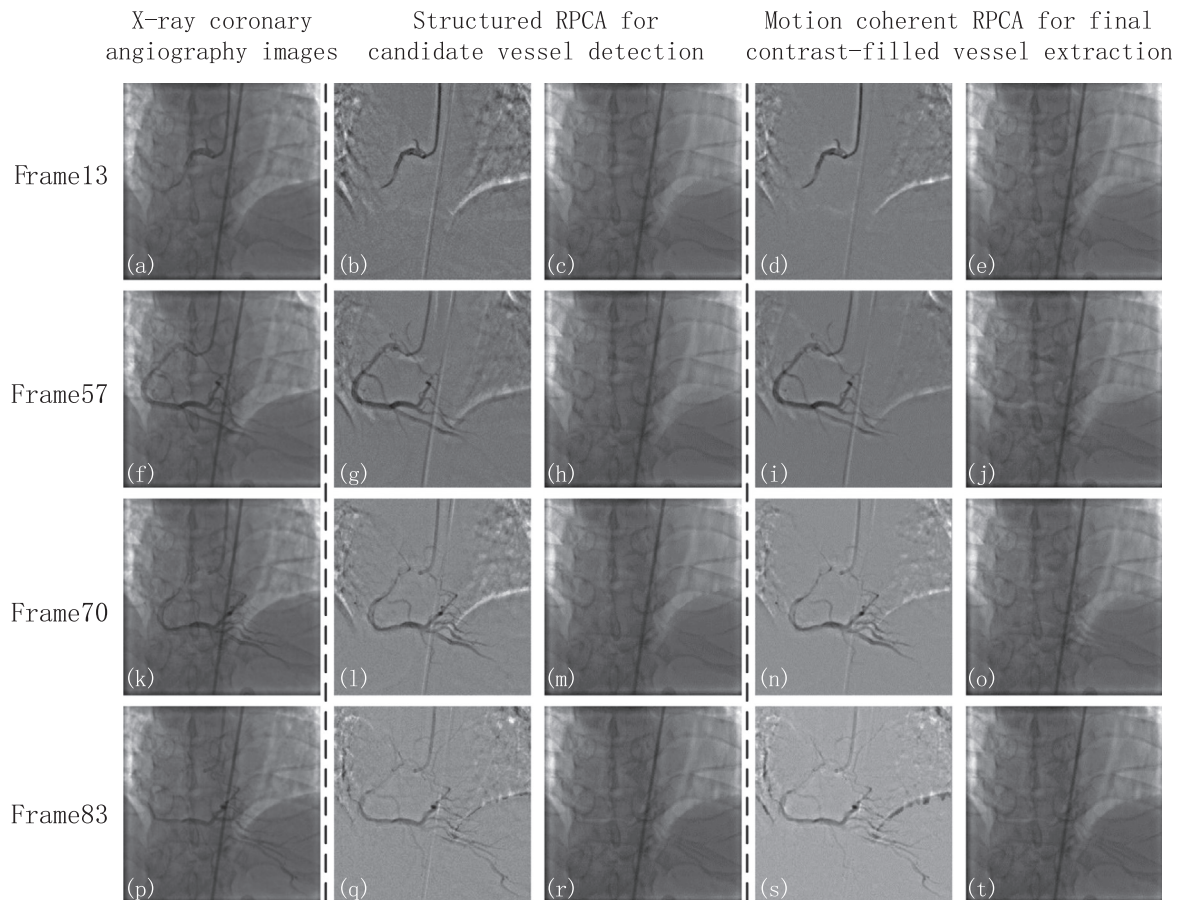 X-ray coronary
angiography images
Structured RPCA for
candidate vessel detection
Motion coherent RPCA for final
contrast-filled vessel extraction
Frame13
(a)
(b)
(c)
(d)
(e)
Frame57
(f)
(g)
(h)
(i)
(j)
Frame70
(k)
(l)
(m)
(n)
(o)
Frame83
(p)
(q)
(r)
(s)
(t)